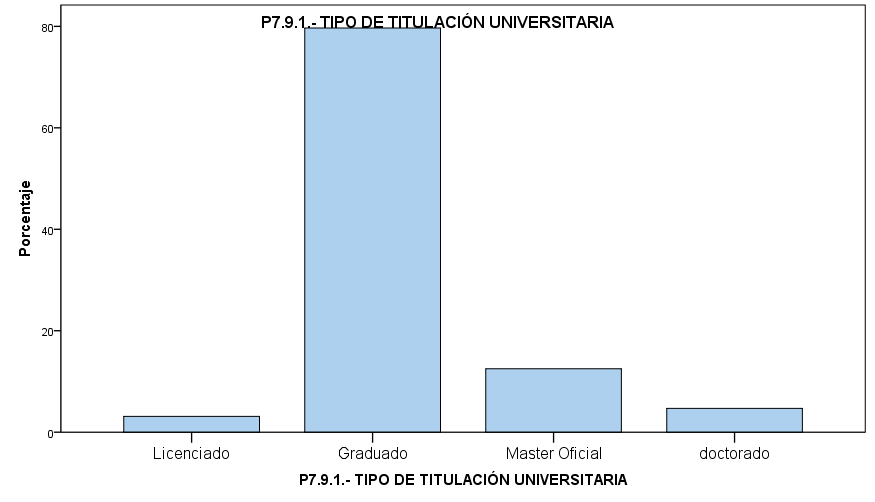 P7.9.1.- TIPO DE TITULACIÓN UNIVERSITARIA
80
60
40
20
0
Porcentaje
Licenciado
Graduado
Master Oficial
doctorado
P7.9.1.- TIPO DE TITULACIÓN UNIVERSITARIA